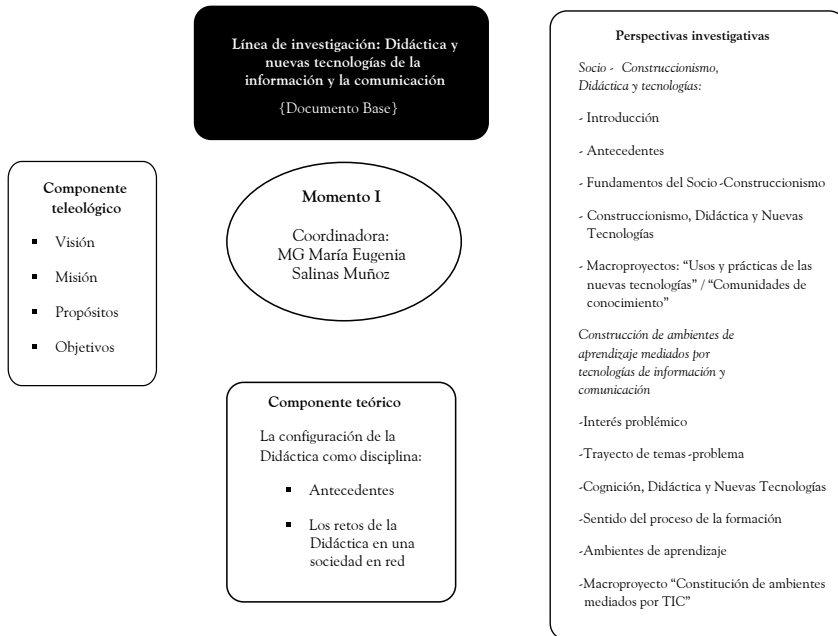 Línea de investigación: Didáctica y
nuevas tecnologías de la
información y la comunicación
{Documento Base}
Componente
teleológico
▪ Visión
▪ Misión
▪ Propósitos
▪ Objetivos
Momento I
Coordinadora:
MG María Eugenia
Salinas Muñoz
Componente teórico
La configuración de la
Didáctica como disciplina:
▪ Antecedentes
▪ Los retos de la
Didáctica en una
sociedad en red
Perspectivas investigativas
Socio - Construccionismo,
Didáctica y tecnologías:
- Introducción
- Antecedentes
- Fundamentos del Socio-Construccionismo
- Construccionismo, Didáctica y Nuevas
Tecnologías
- Macroproyectos: “Usos y prácticas de las
nuevas tecnologías” / “Comunidades de
conocimiento”
Construcción de ambientes de
aprendizaje mediados por
tecnologías de información y
comunicación
-Interés problémico
-Trayecto de temas-problema
-Cognición, Didáctica y Nuevas Tecnologías
-Sentido del proceso de la formación
-Ambientes de aprendizaje
-Macroproyecto “Constitución de ambientes
mediados por TIC”